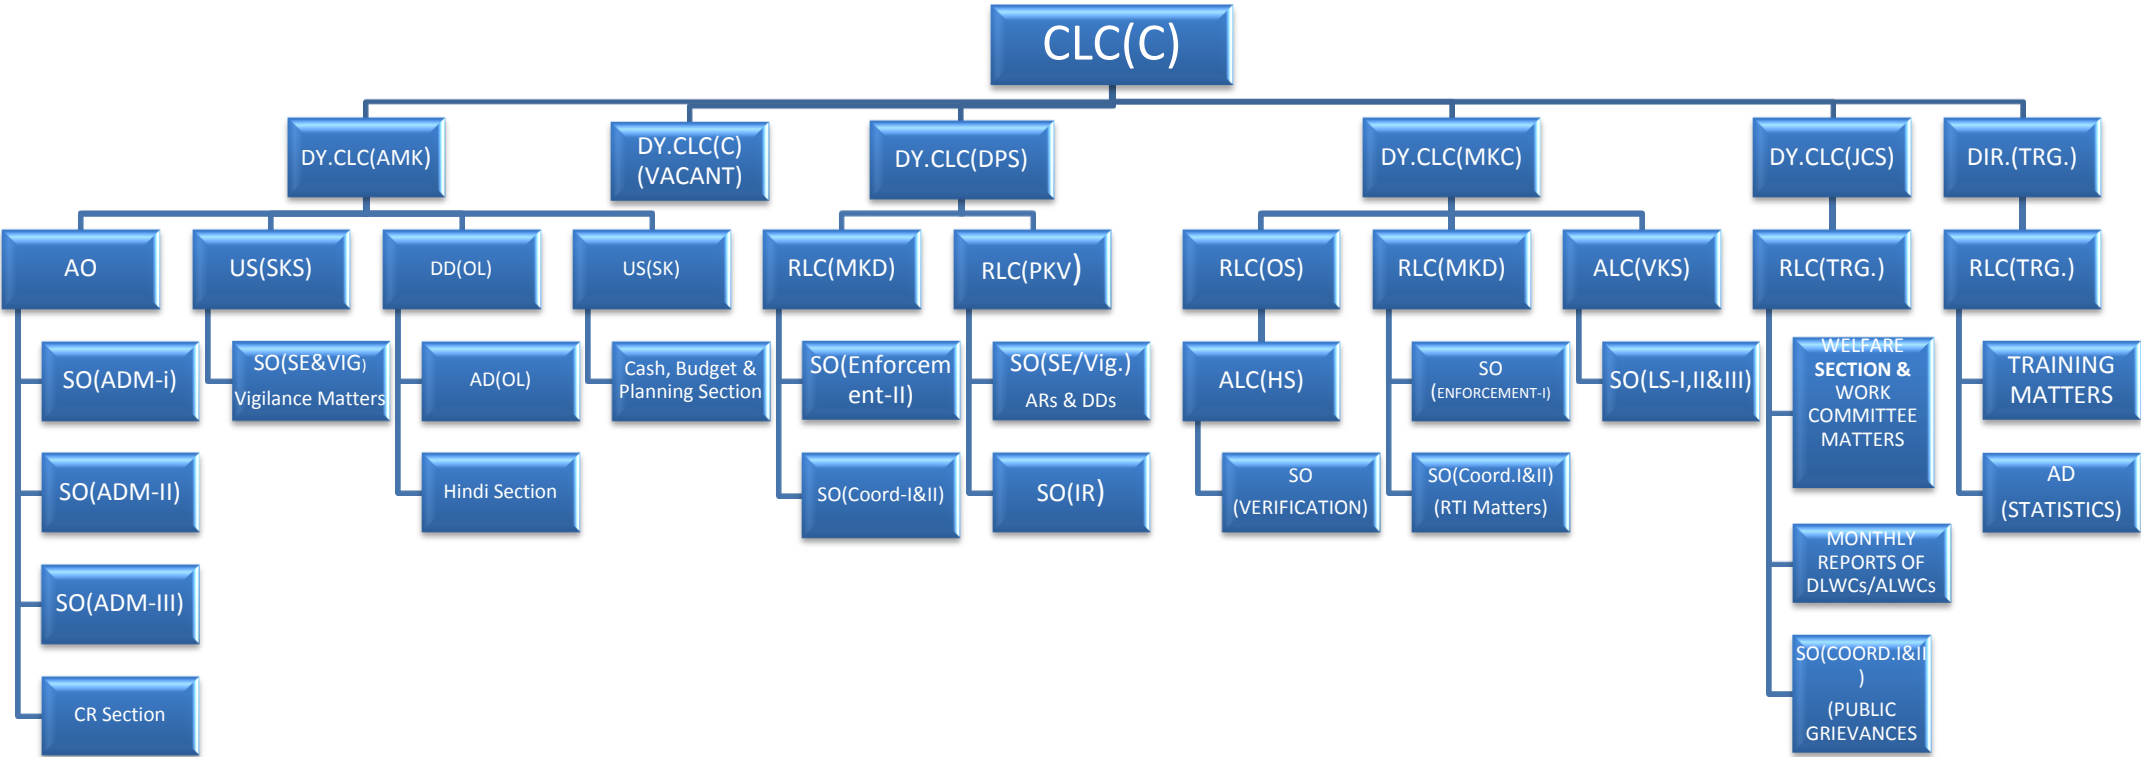 CLC(C)
DY.CLC(AMK)
DY.CLC(C)
(VACANT)
DY.CLC(DPS)
DY.CLC(MKC)
DY.CLC(JCS)
DIR.(TRG.)
AO
US(SKS)
DD(OL)
US(SK)
RLC(MKD)
RLC(PKV)
RLC(OS)
RLC(MKD)
ALC(VKS)
RLC(TRG.)
RLC(TRG.)
SO(ADM-i)
SO(ADM-II)
SO(ADM-III)
CR Section
SO(SE&VIG)
Vigilance Matters
AD(OL)
Hindi Section
Cash, Budget &
Planning Section
SO(Enforcem
ent-II)
SO(Coord-I&II)
SO(SE/Vig.)
ARs & DDs
SO(IR)
ALC(HS)
SO
(VERIFICATION)
SO
(ENFORCEMENT-I)
SO(Coord.I&II)
(RTI Matters)
SO(LS-I,II&III)
WELFARE
SECTION &
WORK
COMMITTEE
MATTERS
MONTHLY
REPORTS OF
DLWCs/ALWCs
SO(COORD.I&II
)
(PUBLIC
GRIEVANCES
TRAINING
MATTERS
AD
(STATISTICS)